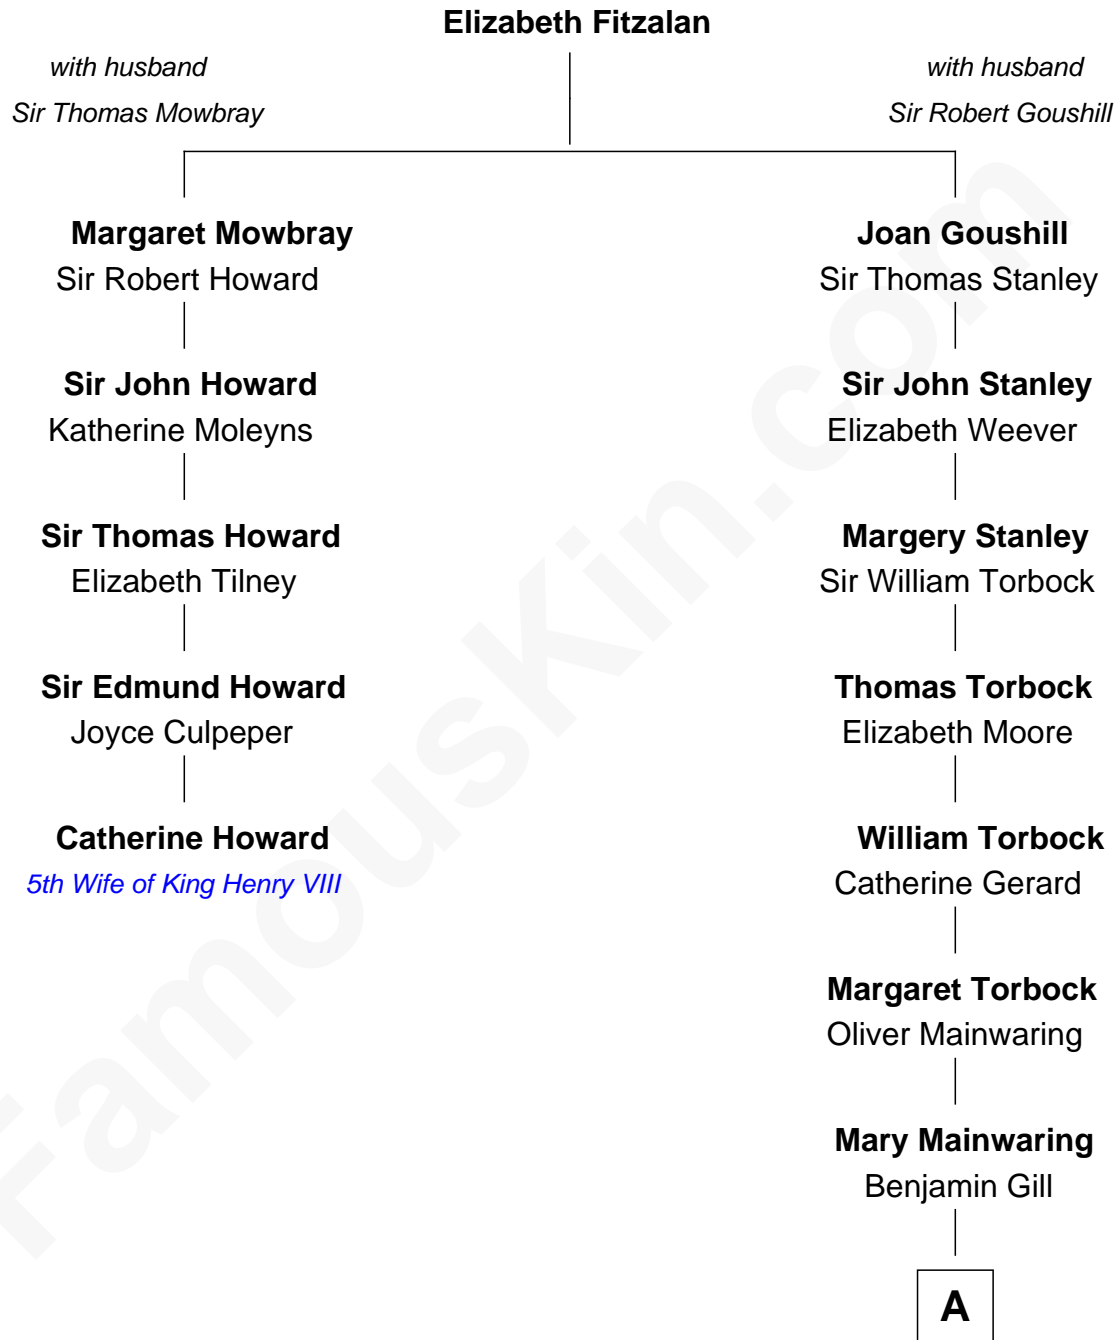 Elizabeth Fitzalan
with husband
Sir Thomas Mowbray
with husband
Sir Robert Goushill
Margaret Mowbray
Sir Robert Howard
Joan Goushill
Sir Thomas Stanley
Sir John Howard
Katherine Moleyns
Sir John Stanley
Elizabeth Weever
Sir Thomas Howard
Elizabeth Tilney
Margery Stanley
Sir William Torbock
Sir Edmund Howard
Joyce Culpeper
Thomas Torbock
Elizabeth Moore
Catherine Howard
5th Wife of King Henry VIII
William Torbock
Catherine Gerard
Margaret Torbock
Oliver Mainwaring
Mary Mainwaring
Benjamin Gill
A
FamousKin.com